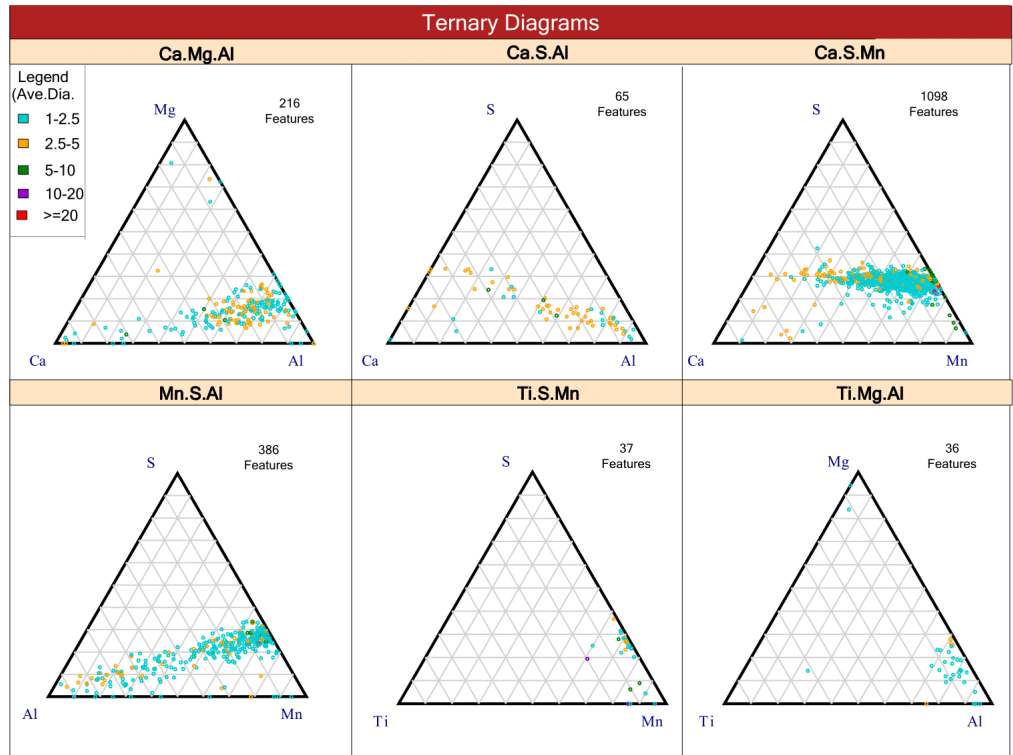 Ternary Diagrams
Ca.Mg.Al
Ca.S.Al
Ca.S.Mn
Legend
(Ave.Dia.
1-2.5
2.5-5
5-10
10-20
>=20
Mg
216
Features
Ca
Al
S
65
Features
Ca
Al
S
1098
Features
Ca
Mn
Mn.S.Al
Ti.S.Mn
Ti.Mg.Al
S
386
Features
Al
Mn
S
37
Features
Ti
Mn
Mg
36
Features
Ti
Al